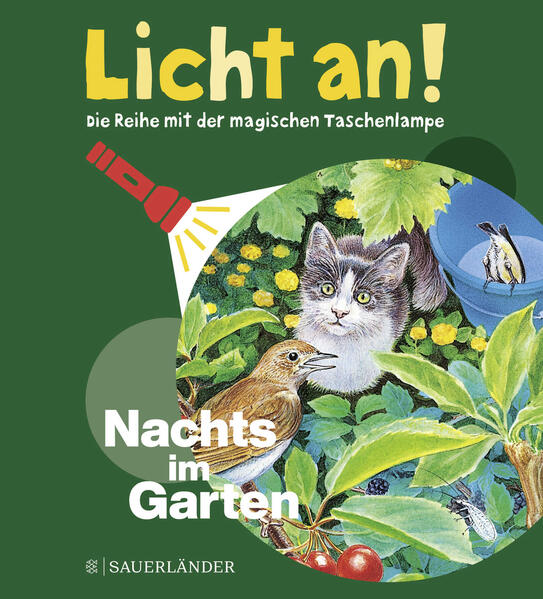 Licht an!
Die Reihe mit der magischen Taschenlampe
Nachts
im
Garten
SAUERLÄNDER